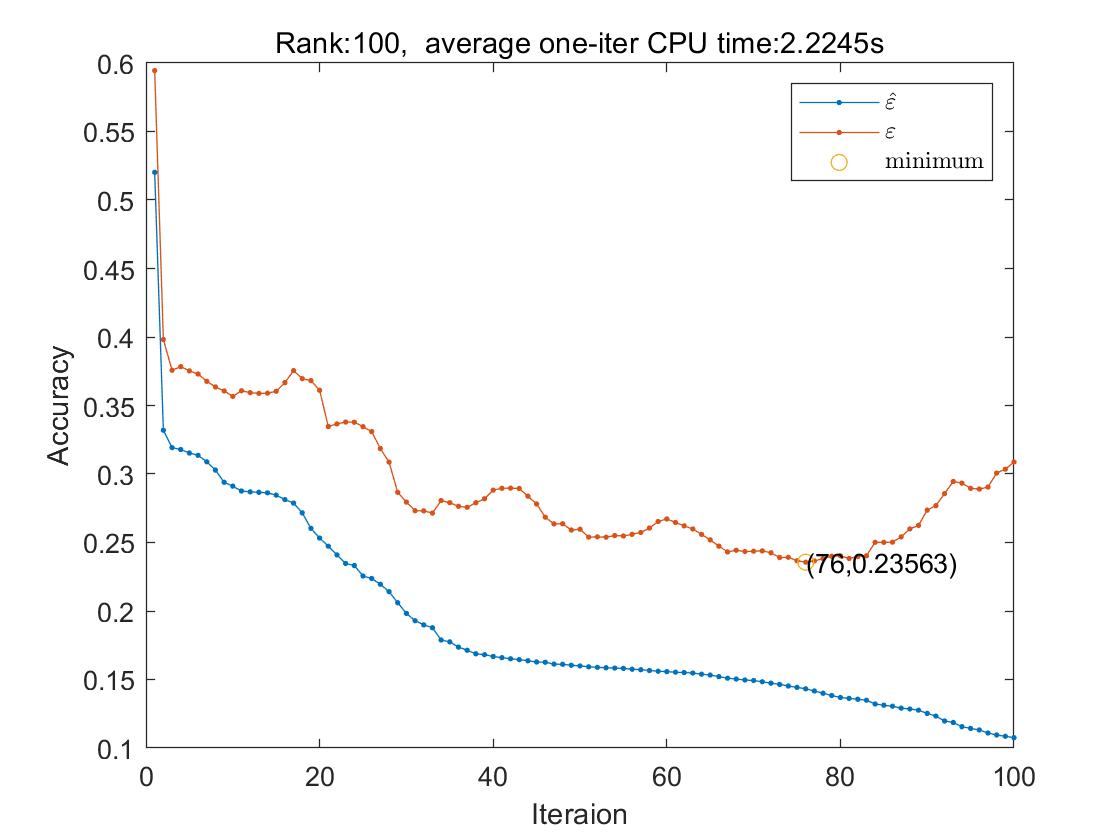 Rank:100,  average one-iter CPU time:2.2245s
0.6
0.55
0.5
0.45
0.4
0.35
0.3
0.25
0.2
0.15
0.1
Accuracy
ε̂
ε
minimum
(76,0.23563)
0 20 40 60 80 100
Iteraion